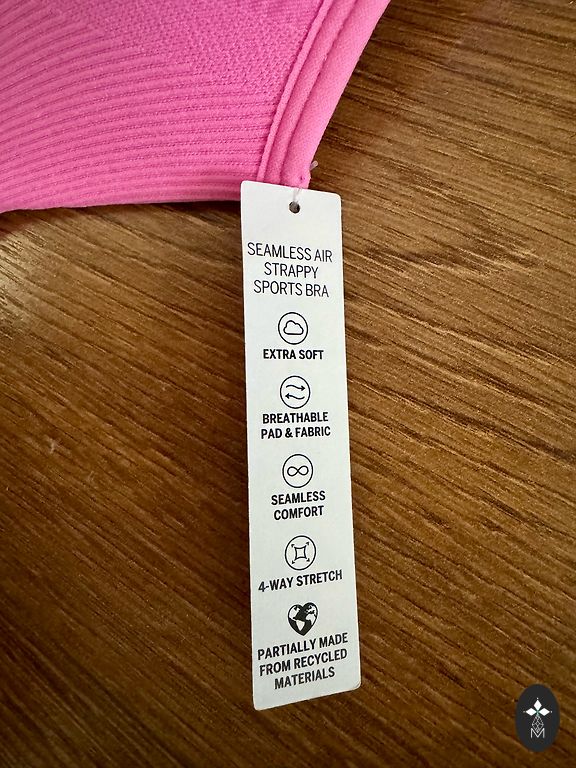 SEAMLESS AIR
STRAPPY
SPORTS BRA
EXTRA SOFT
BREATHABLE
PAD & FABRIC
SEAMLESS
COMFORT
4-WAY STRETCH
PARTIALLY MADE
FROM RECYCLED
MATERIALS
M